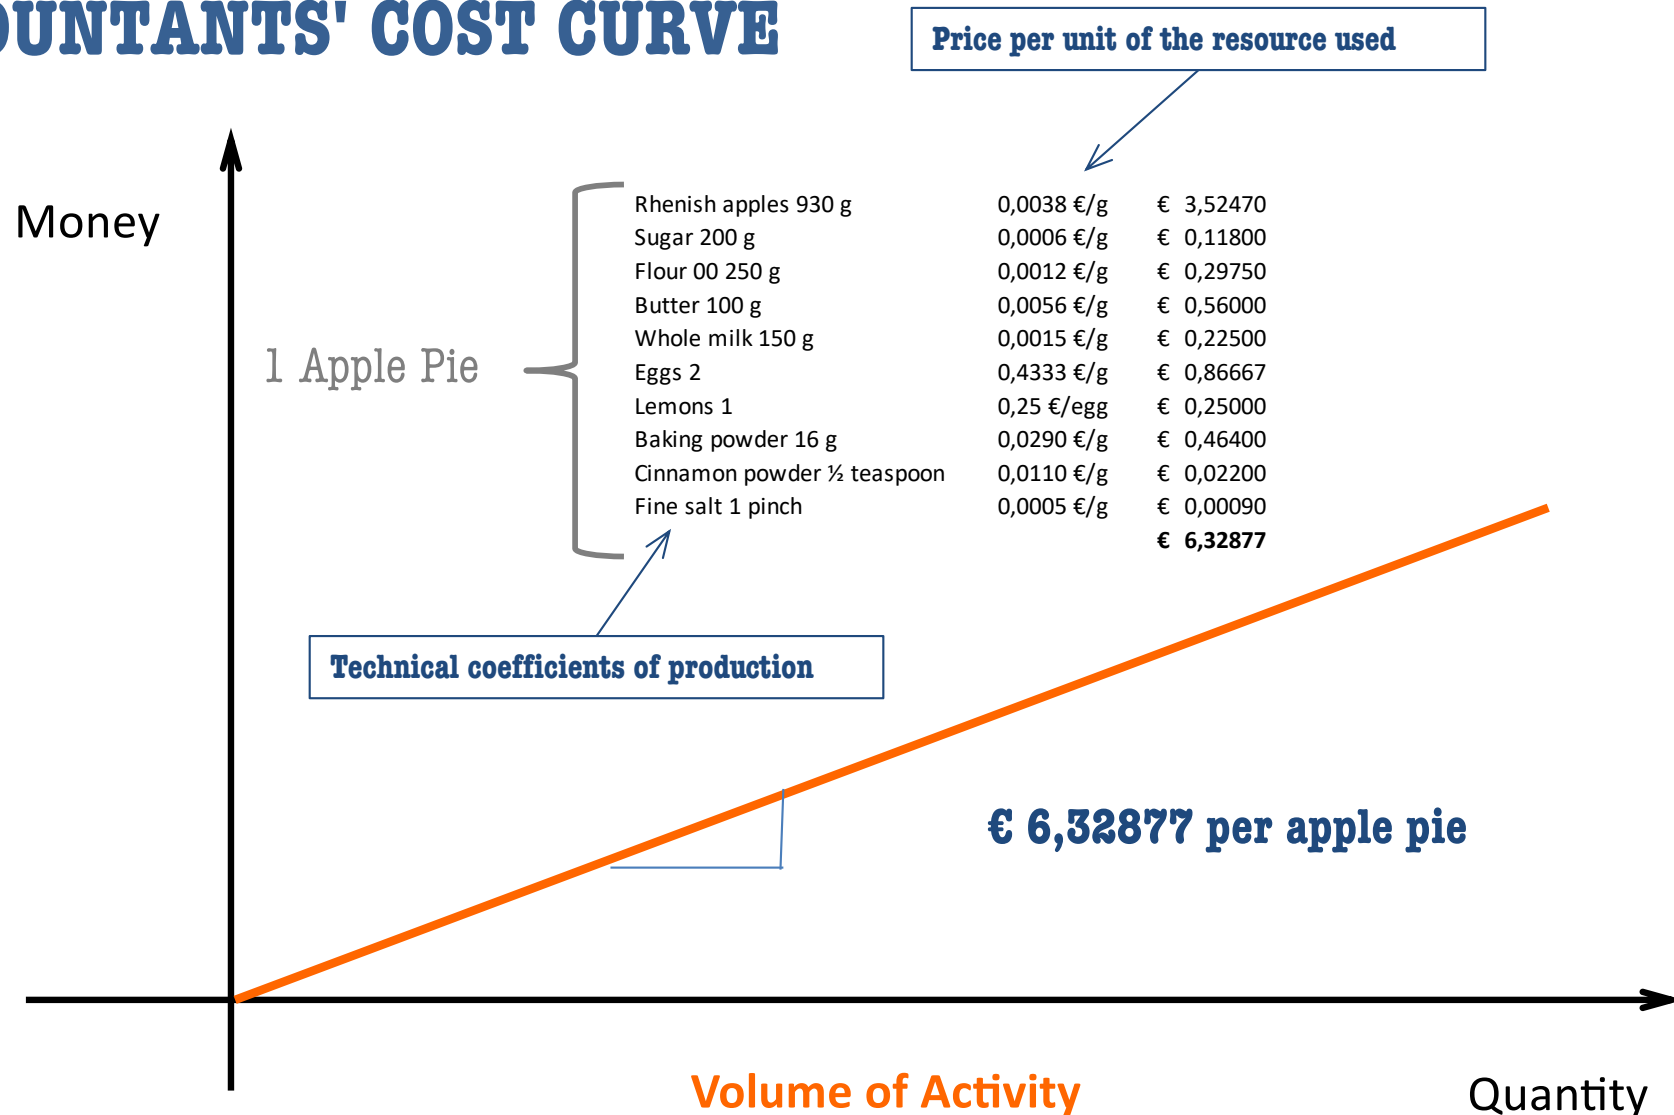 OUNTANTS' COST CURVE
Price per unit of the resource used
Money
Rhenish apples 930 g 0,0038 €/g € 3,52470
Sugar 200 g 0,0006 €/g € 0,11800
Flour 00 250 g 0,0012 €/g € 0,29750
Butter 100 g 0,0056 €/g € 0,56000
Whole milk 150 g 0,0015 €/g € 0,22500
1 Apple Pie
Eggs 2 0,4333 €/g € 0,86667
Lemons 1 0,25 €/egg € 0,25000
Baking powder 16 g 0,0290 €/g € 0,46400
Cinnamon powder ½ teaspoon 0,0110 €/g € 0,02200
Fine salt 1 pinch 0,0005 €/g € 0,00090
€ 6,32877
Technical coefficients of production
€ 6,32877 per apple pie
Volume of Activity
Quantity